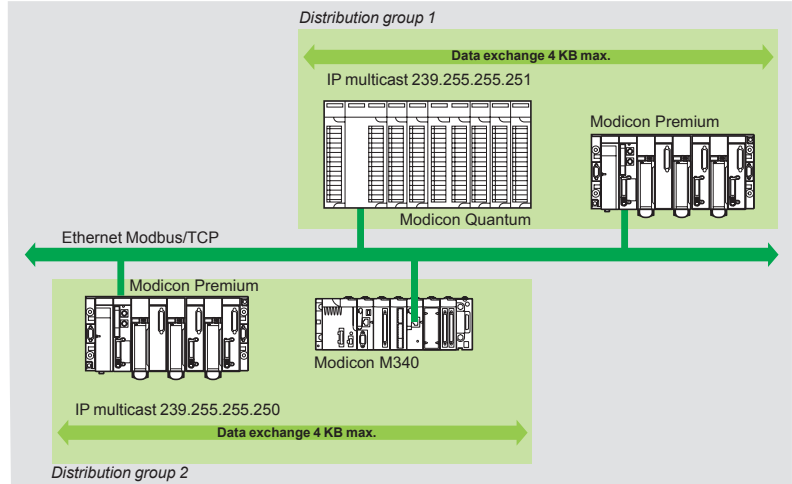 Distribution group 1
Data exchange 4 KB max.
IP multicast 239.255.255.251
Modicon Premium
Modicon Quantum
Ethernet Modbus/TCP
Modicon Premium
Modicon M340
IP multicast 239.255.255.250
Data exchange 4 KB max.
Distribution group 2